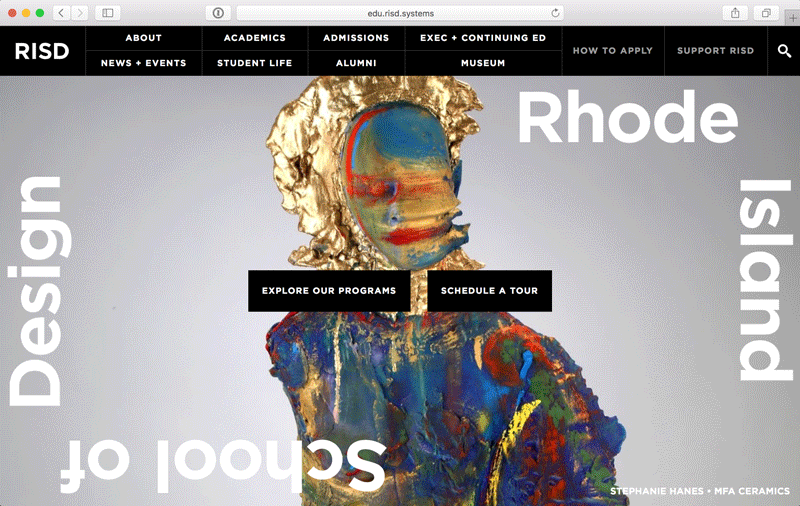 edu.risd.systems
RISD
ABOUT
ACADEMICS
ADMISSIONS
EXEC + CONTINUING ED
NEWS + EVENTS
STUDENT LIFE
ALUMNI
MUSEUM
HOW TO APPLY
SUPPORT RISD
Rhode
Island
School of
Design
EXPLORE OUR PROGRAMS
SCHEDULE A TOUR
STEPHANIE HANES • MFA CERAMICS